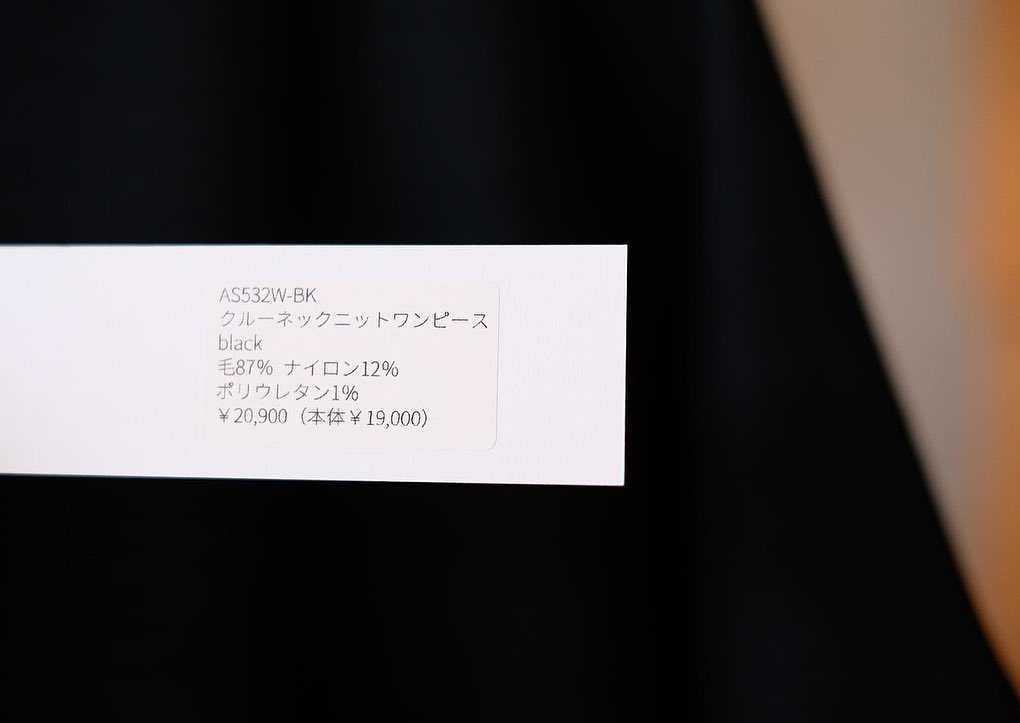 AS532W-BK
クルーネックニットワンピース
black
毛87% ナイロン12%
ポリウレタン1%
￥20,900（本体￥19,000）